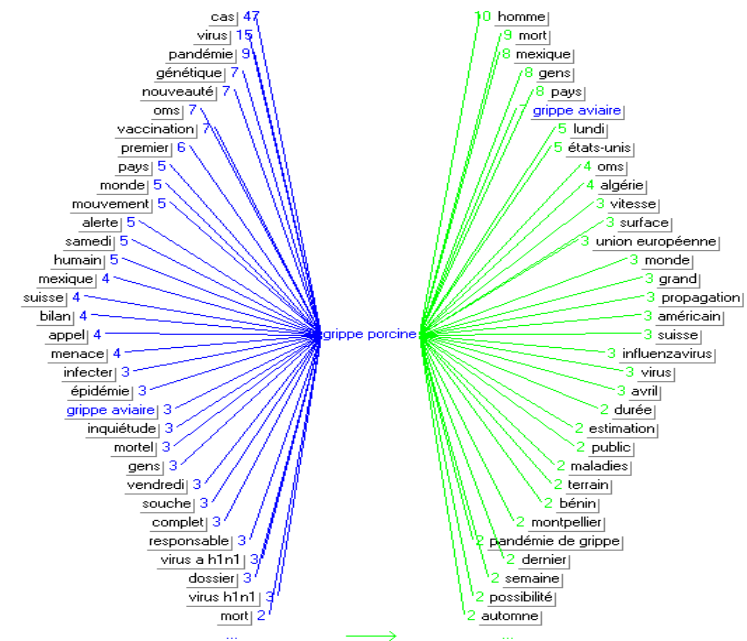 cas 47
virus 15
pandémie 9
génétique 7
nouveauté 7
oms 7
vaccination 7
premier 6
pays 5
monde 5
mouvement 5
alerte 5
samedi 5
humain 5
mexique 4
suisse 4
bilan 4
appel 4
menace 4
infecter 3
épidémie 3
grippe aviaire 3
inquiétude 3
mortel 3
gens 3
vendredi 3
souche 3
complet 3
responsable 3
virus a h1n1 3
dossier 3
virus h1n1 3
mort 2
...
grippe porcine
10 homme
9 mort
8 mexique
8 gens
8 pays
7 grippe aviaire
5 lundi
5 états-unis
4 oms
4 algérie
3 vitesse
3 surface
3 union européenne
3 monde
3 grand
3 propagation
3 américain
3 suisse
3 influenzavirus
3 virus
3 avril
2 durée
2 estimation
2 public
2 maladies
2 terrain
2 bénin
2 montpellier
2 pandémie de grippe
2 dernier
2 semaine
2 possibilité
2 automne
...